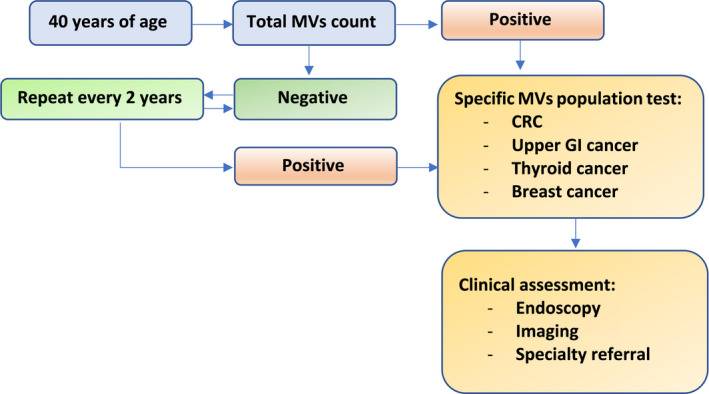 40 years of age
Total MVs count
Positive
Repeat every 2 years
Negative
Positive
Specific MVs population test:
- CRC
- Upper GI cancer
- Thyroid cancer
- Breast cancer
Clinical assessment:
- Endoscopy
- Imaging
- Specialty referral